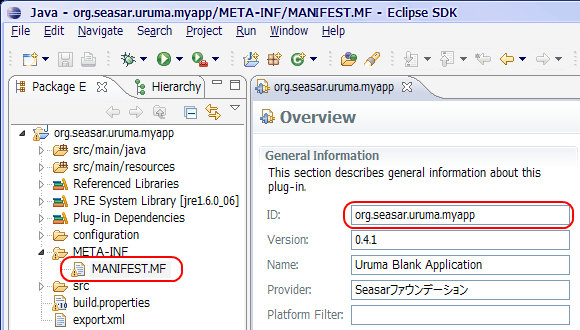 Java - org.seasar.uruma.myapp/META-INF/MANIFEST.MF - Eclipse SDK
File Edit Navigate Search Project Run Window Help
Package E
Hierarchy
org.seasar.uruma.myapp
src/main/java
src/main/resources
Referenced Libraries
JRE System Library [jre1.6.0_06]
Plug-in Dependencies
configuration
META-INF
MANIFEST.MF
src
build.properties
export.xml
org.seasar.uruma.myapp
Overview
General Information
This section describes general information about this
plug-in.
ID: org.seasar.uruma.myapp
Version: 0.4.1
Name: Uruma Blank Application
Provider: Seasarファウンデーション
Platform Filter: